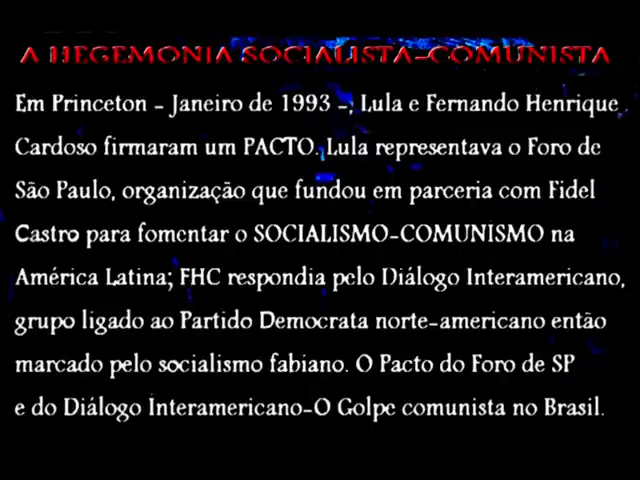 A HEGEMONIA SOCIALISTA-COMUNISTA
Em Princeton - Janeiro de 1993 -, Lula e Fernando Henrique
Cardoso firmaram um PACTO. Lula representava o Foro de
São Paulo, organização que fundou em parceria com Fidel
Castro para fomentar o SOCIALISMO-COMUNISMO na
América Latina; FHC respondia pelo Diálogo Interamericano,
grupo ligado ao Partido Democrata norte-americano então
marcado pelo socialismo fabiano. O Pacto do Foro de SP
e do Diálogo Interamericano-O Golpe comunista no Brasil.